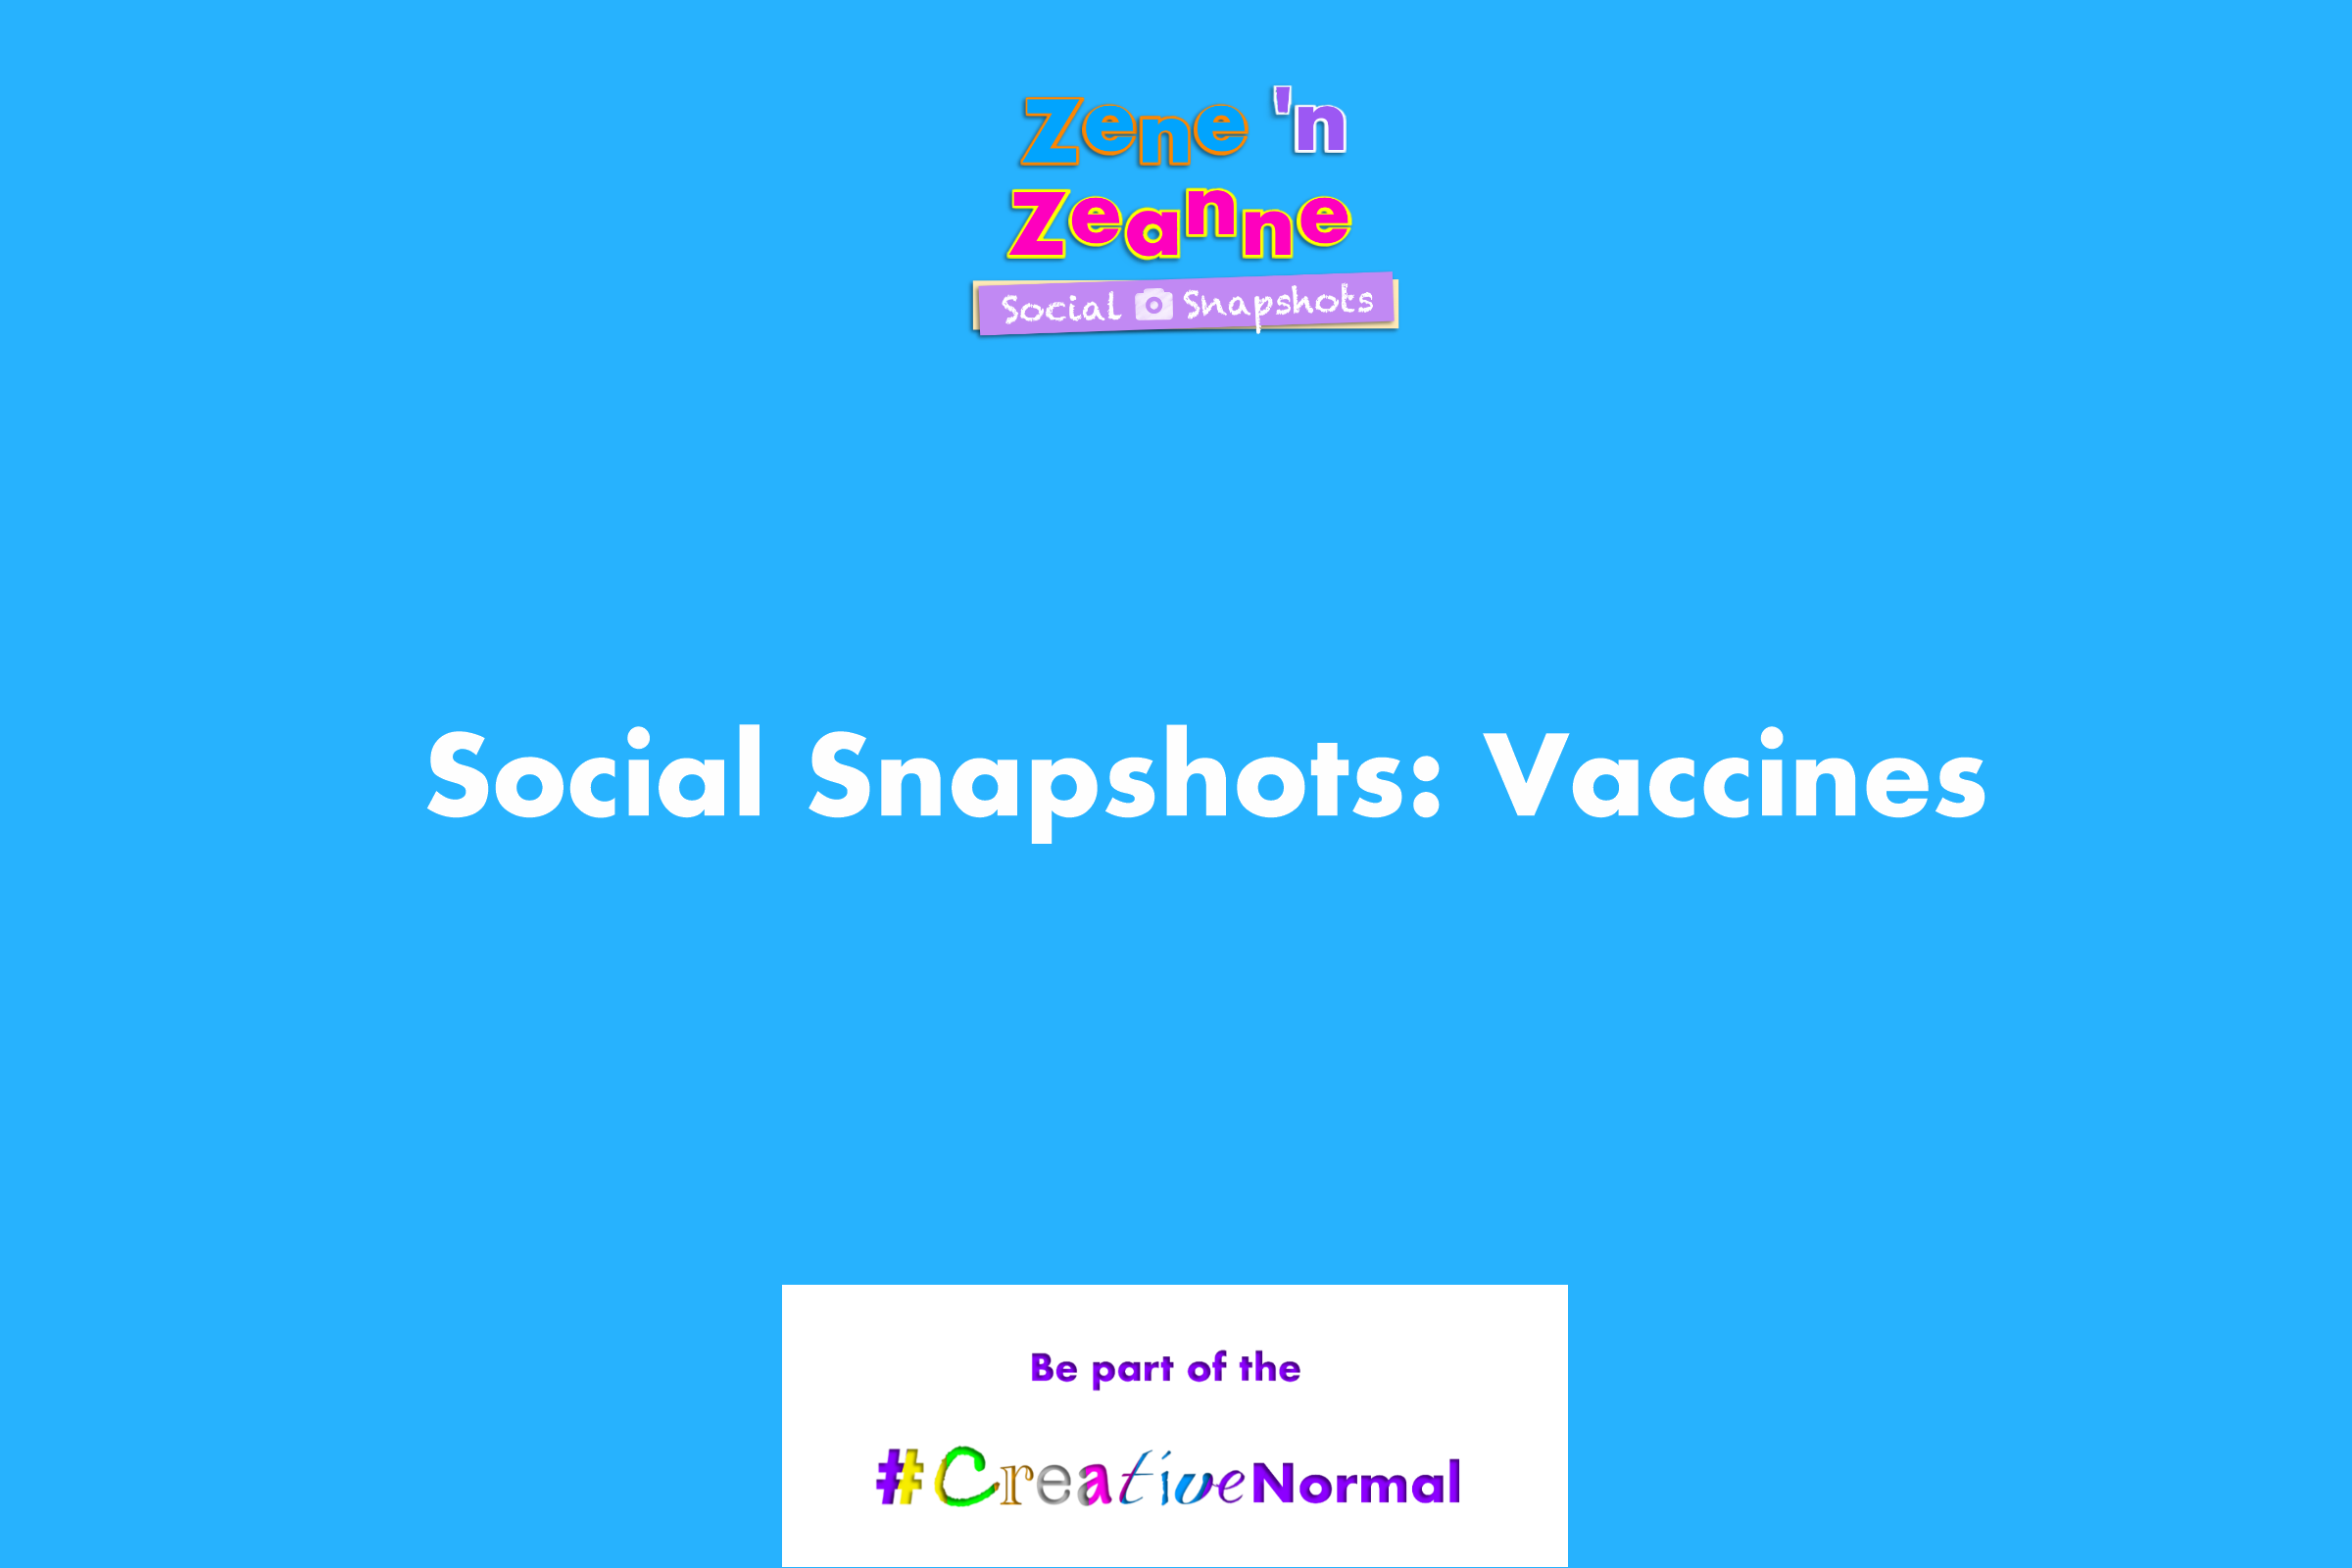 Zene 'n
Zeanne
Social Snapshots
Social Snapshots: Vaccines
Be part of the
#CreativeNormal